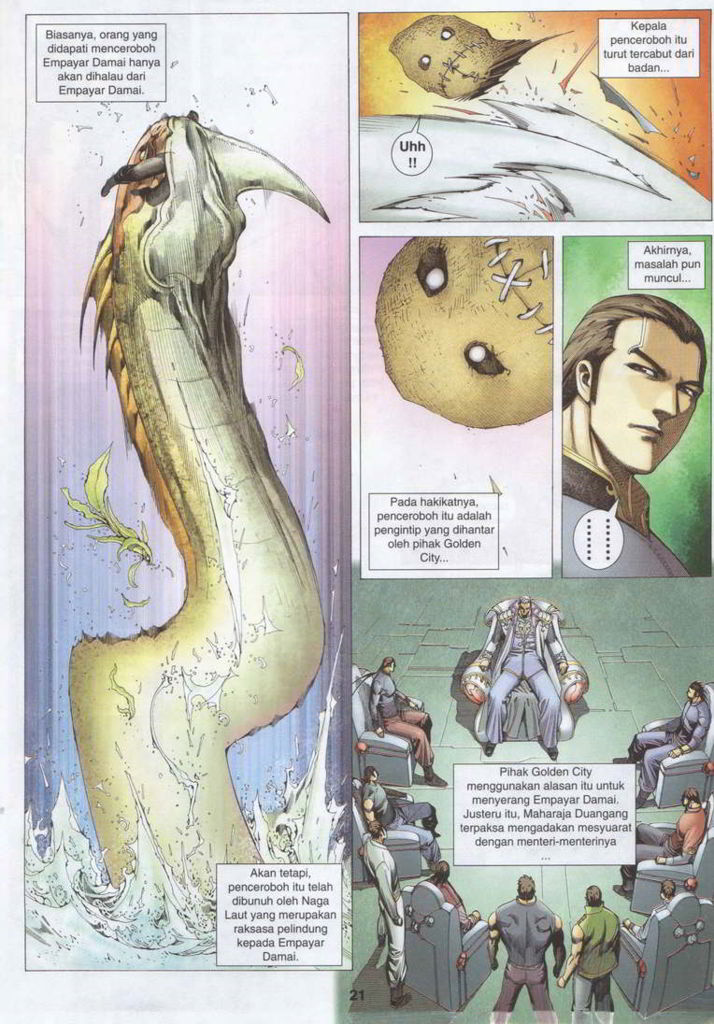 Biasanya, orang yang
didapati menceroboh
Empayar Damai hanya
akan dihalau dari
Empayar Damai.
Akan tetapi,
penceroboh itu telah
dibunuh oleh Naga
Laut yang merupakan
raksasa pelindung
kepada Empayar
Damai.
Kepala
penceroboh itu
turut tercabut dari
badan...
Uhh
!!
Pada hakikatnya,
penceroboh itu adalah
pengintip yang dihantar
oleh pihak Golden
City...
Akhirnya,
masalah pun
muncul...
Pihak Golden City
menggunakan alasan itu untuk
menyerang Empayar Damai.
Justeru itu, Maharaja Duangang
terpaksa mengadakan mesyuarat
dengan menteri-menterinya
...
21